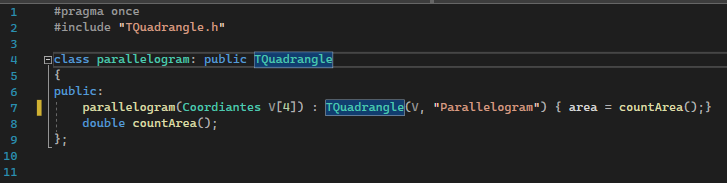 1 #pragma once
2 #include "TQuadrangle.h"
3
4 class parallelogram: public TQuadrangle
5 {
6 public:
7 parallelogram(Coordiantes V[4]) : TQuadrangle(V, "Parallelogram") { area = countArea();}
8 double countArea();
9 };
10
11